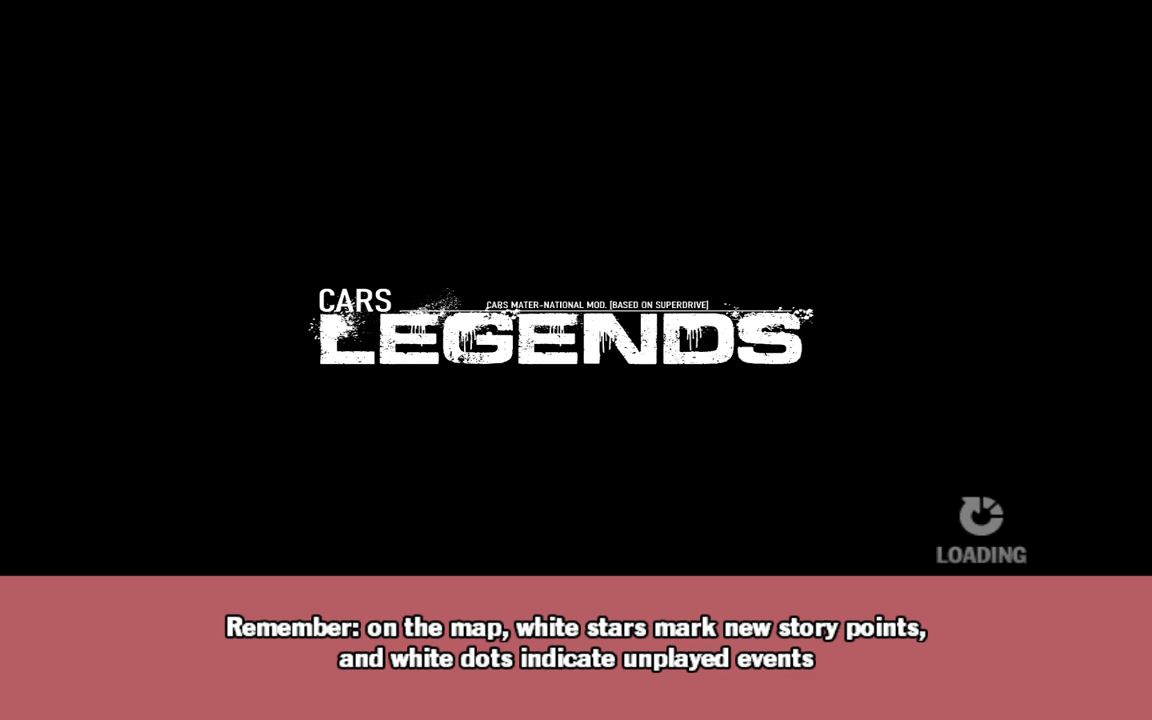 CARS
CARS MATER-NATIONAL MOD. [BASED ON SUPERDRIVE]
LEGENDS
LOADING
Remember: on the map, white stars mark new story points,
and white dots indicate unplayed events